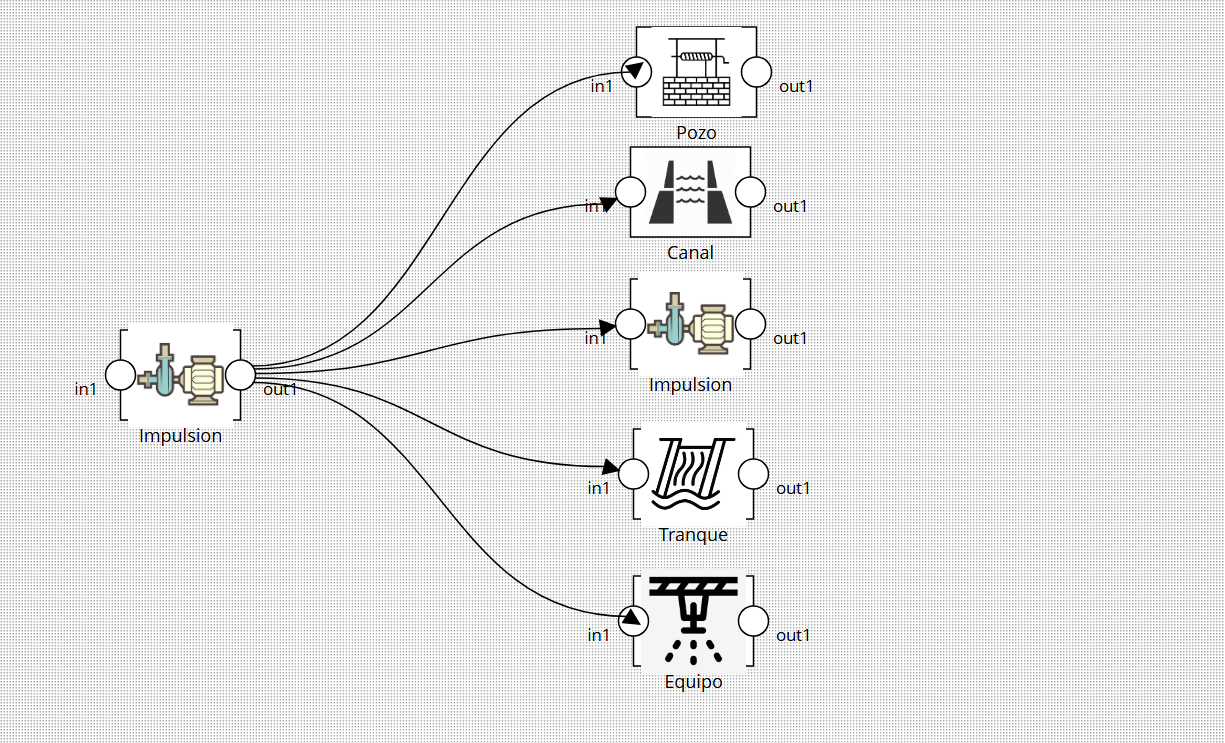 in1
out1
Pozo
in1
out1
Canal
in1
out1
Impulsion
in1
out1
Impulsion
in1
out1
Tranque
in1
out1
Equipo